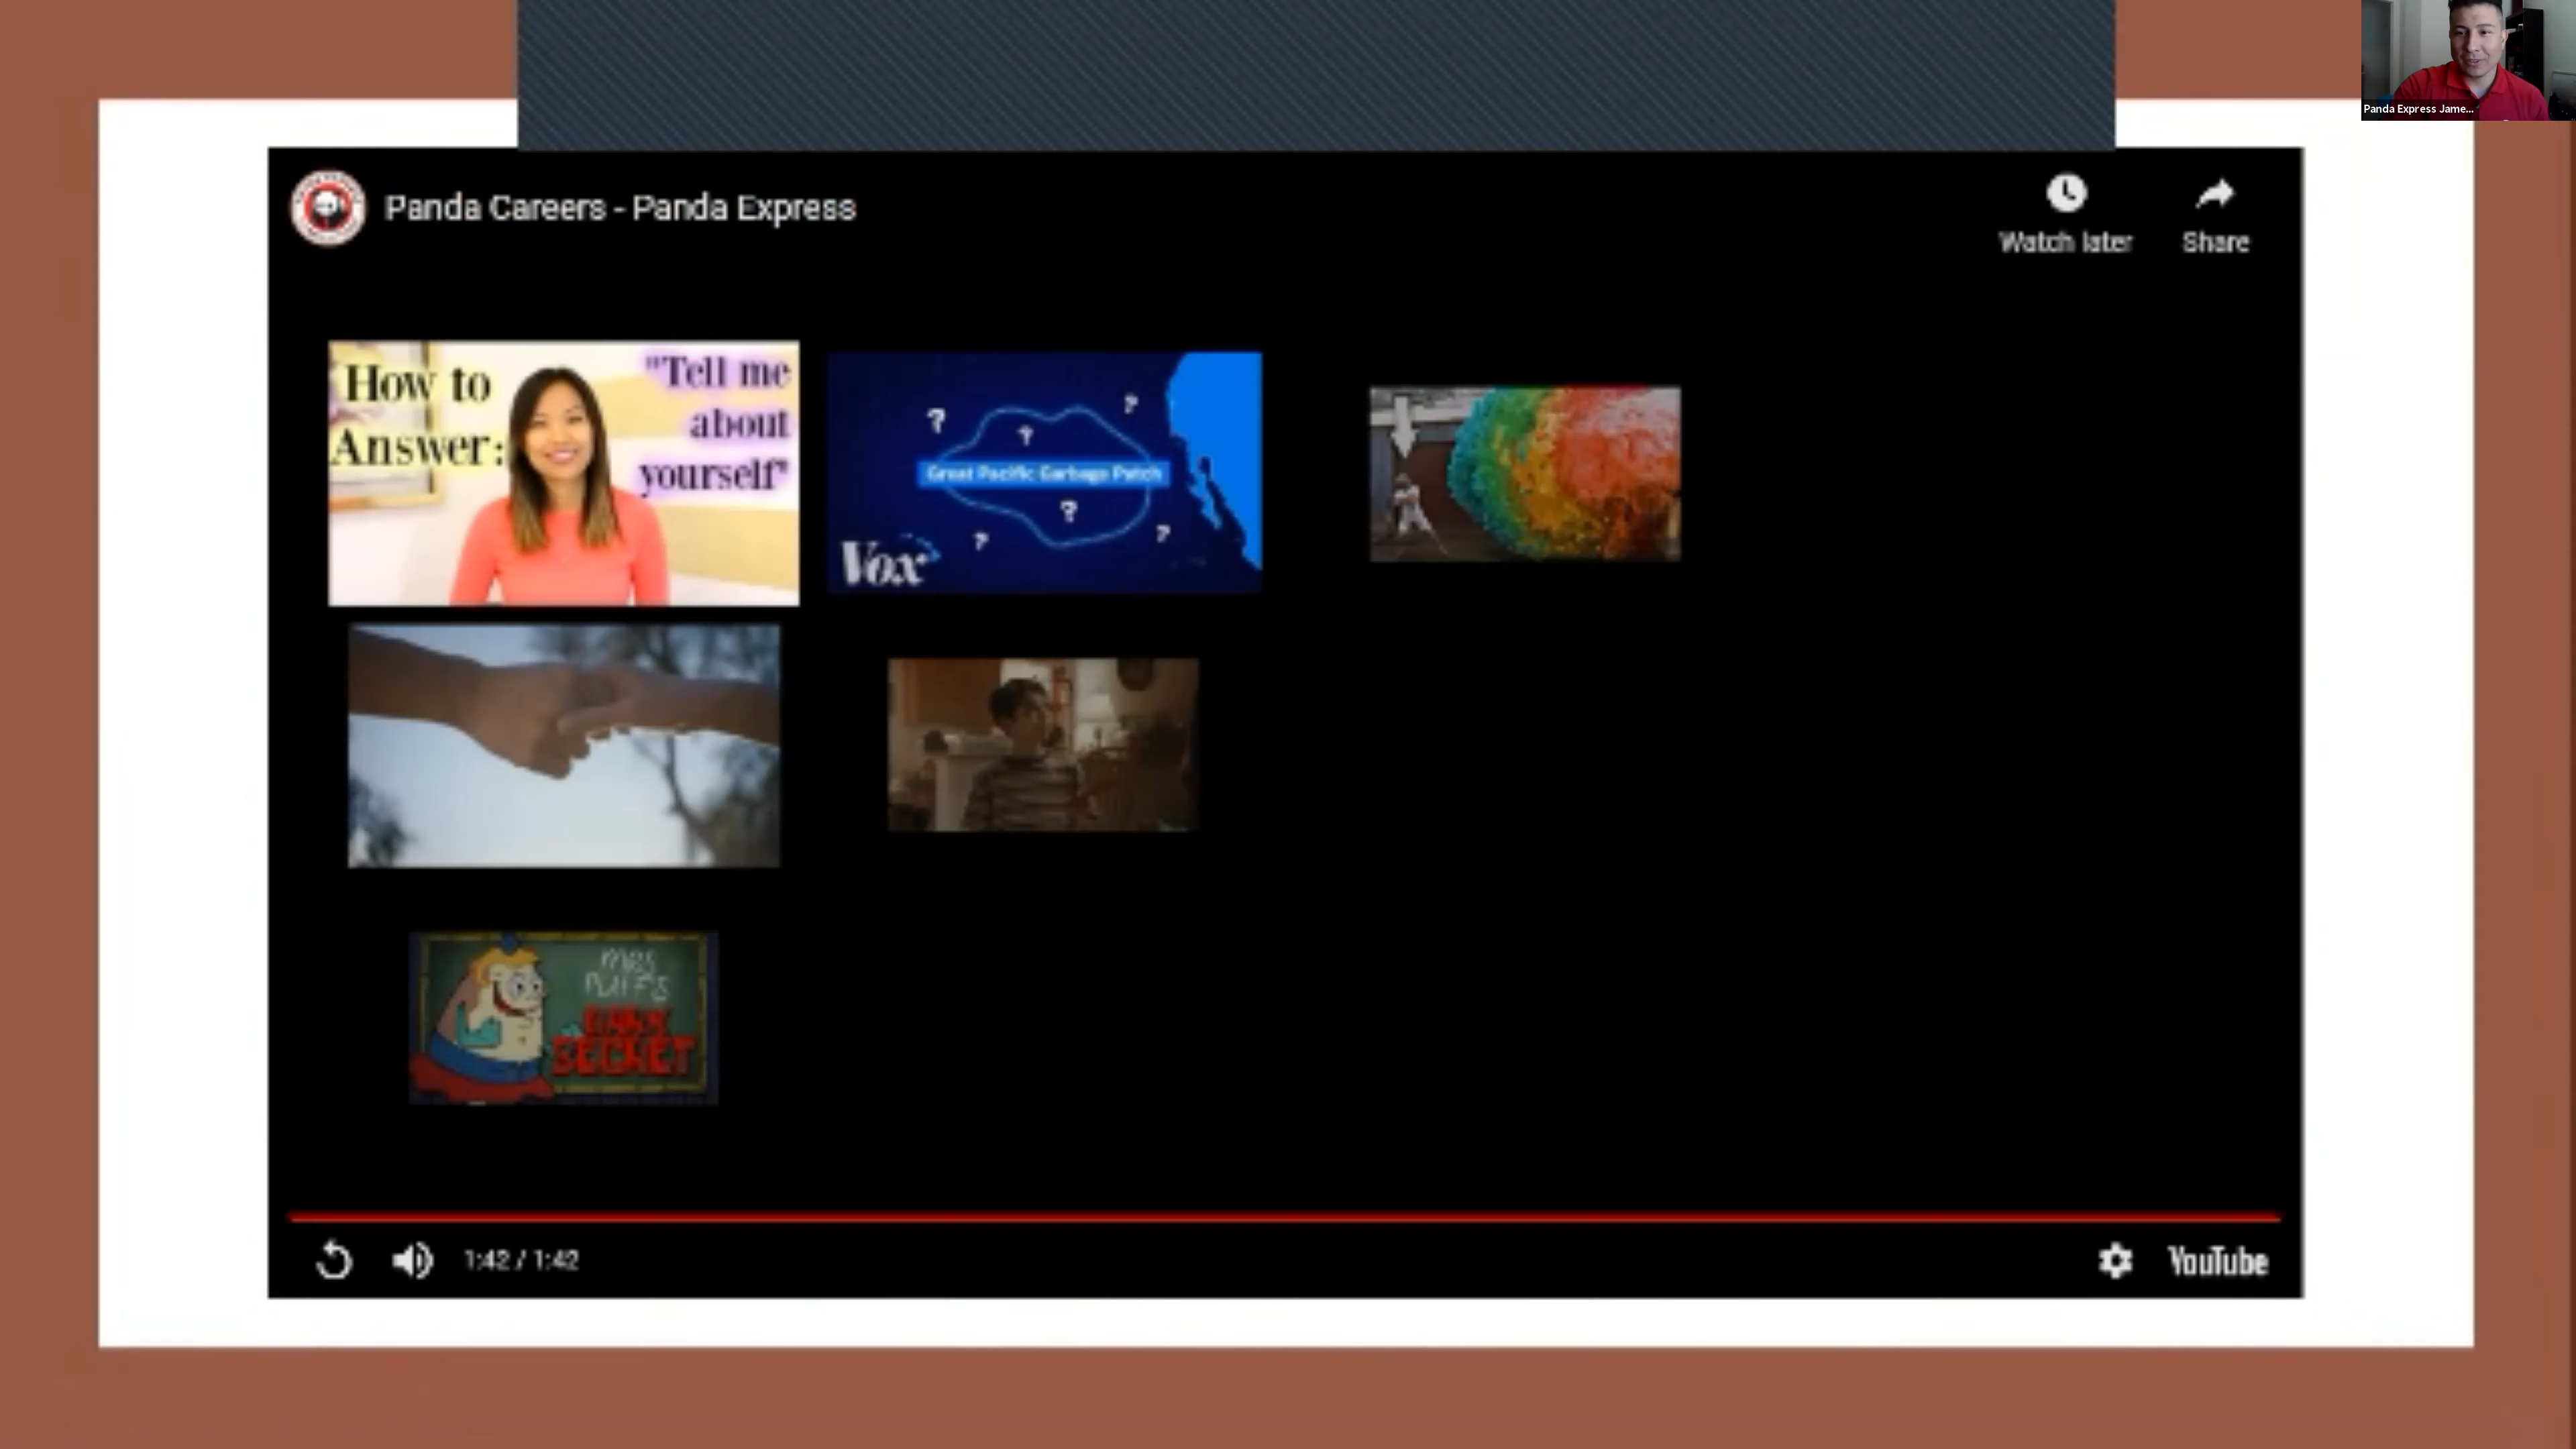 Panda Express Jame...
Panda Careers - Panda Express
Watch later
Share
How to
Answer:
"Tell me
about
yourself"
?
?
?
Great Pacific Garbage Patch
?
?
?
Vox
MRS
PUFF'S
DARK
SECRET
1:42 / 1:42
YouTube